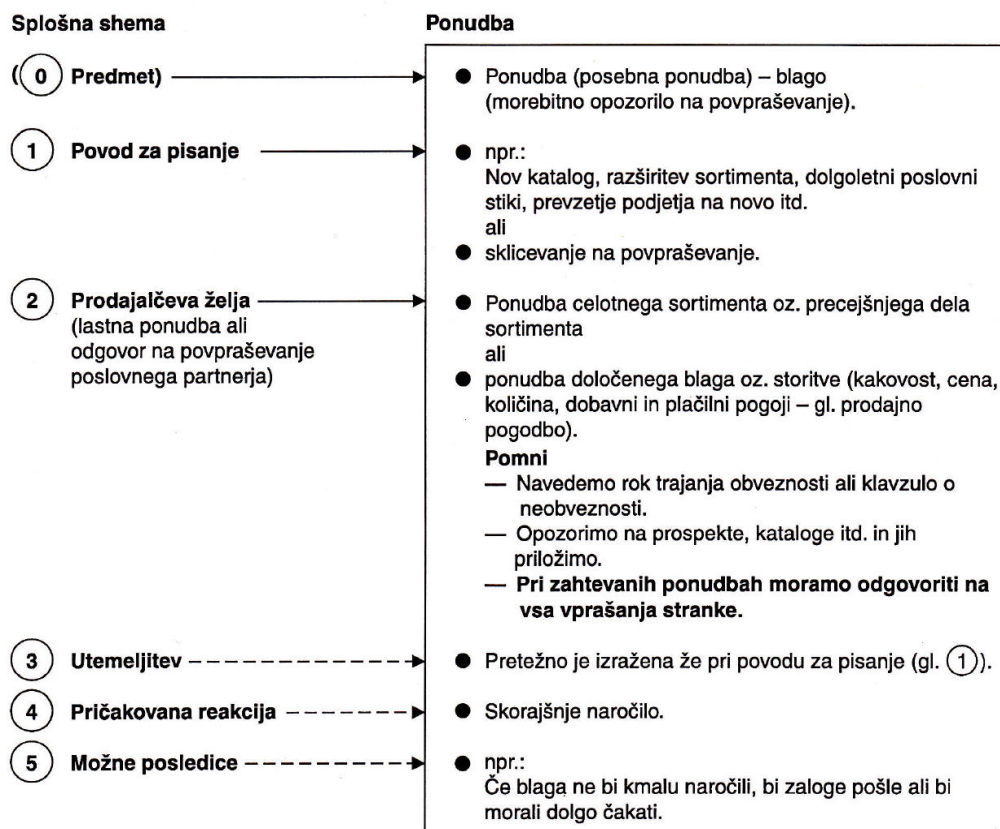 Splošna shema
Ponudba
(0 Predmet)
● Ponudba (posebna ponudba) – blago
(morebitno opozorilo na povpraševanje).
1 Povod za pisanje
● npr.:
Nov katalog, razširitev sortimenta, dolgoletni poslovni
stiki, prevzetje podjetja na novo itd.
ali
● sklicevanje na povpraševanje.
2 Prodajalčeva želja
(lastna ponudba ali
odgovor na povpraševanje
poslovnega partnerja)
● Ponudba celotnega sortimenta oz. precejšnjega dela
sortimenta
ali
● ponudba določenega blaga oz. storitve (kakovost, cena,
količina, dobavni in plačilni pogoji – gl. prodajno
pogodbo).
Pomni
— Navedemo rok trajanja obveznosti ali klavzulo o
neobveznosti.
— Opozorimo na prospekte, kataloge itd. in jih
priložimo.
— Pri zahtevanih ponudbah moramo odgovoriti na
vsa vprašanja stranke.
3 Utemeljitev
● Pretežno je izražena že pri povodu za pisanje (gl. 1).
4 Pričakovana reakcija
● Skorajšnje naročilo.
5 Možne posledice
● npr.:
Če blaga ne bi kmalu naročili, bi zaloge pošle ali bi
morali dolgo čakati.